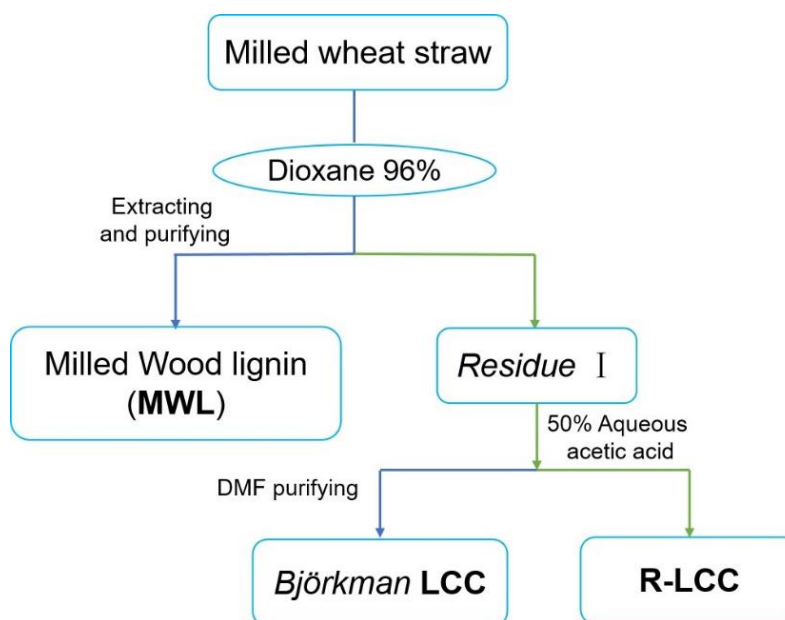 Milled wheat straw
Dioxane 96%
Extracting
and purifying
Milled Wood lignin
(MWL)
Residue Ⅰ
50% Aqueous
acetic acid
DMF purifying
Björkman LCC
R-LCC